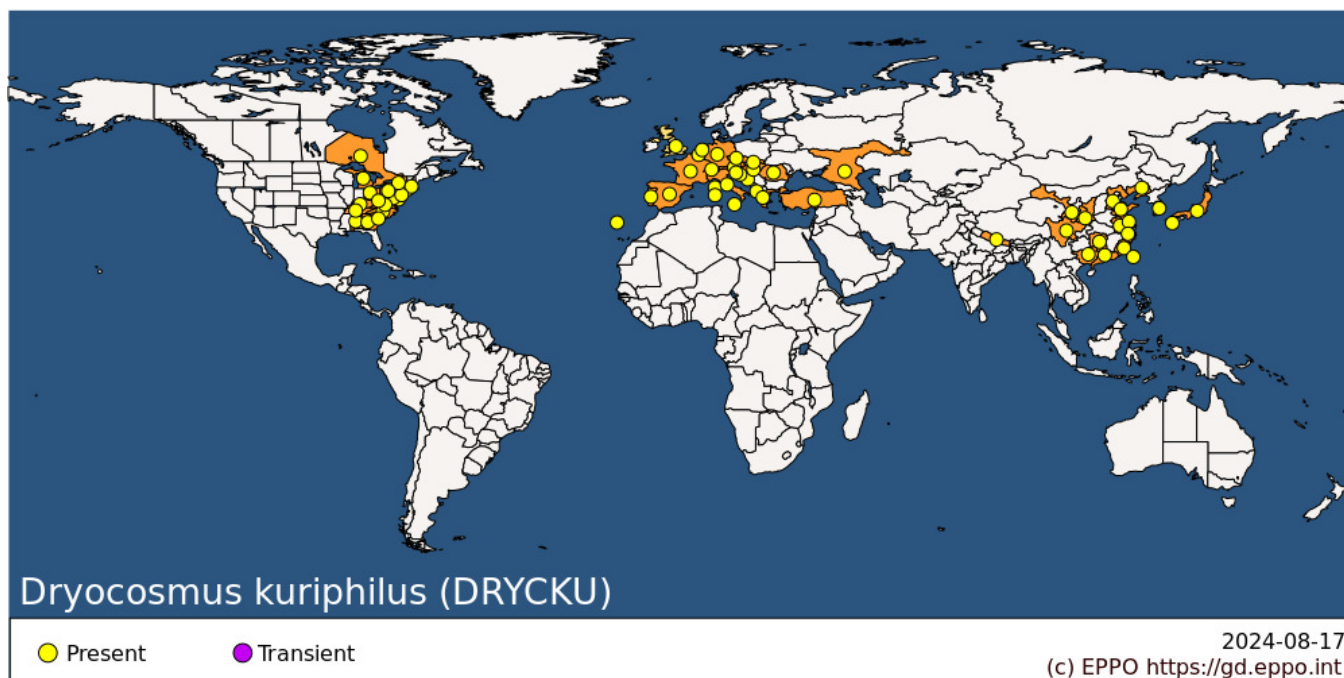 Dryocosmus kuriphilus (DRYCKU)
Present
Transient
2024-08-17
(c) EPPO https://gd.eppo.int